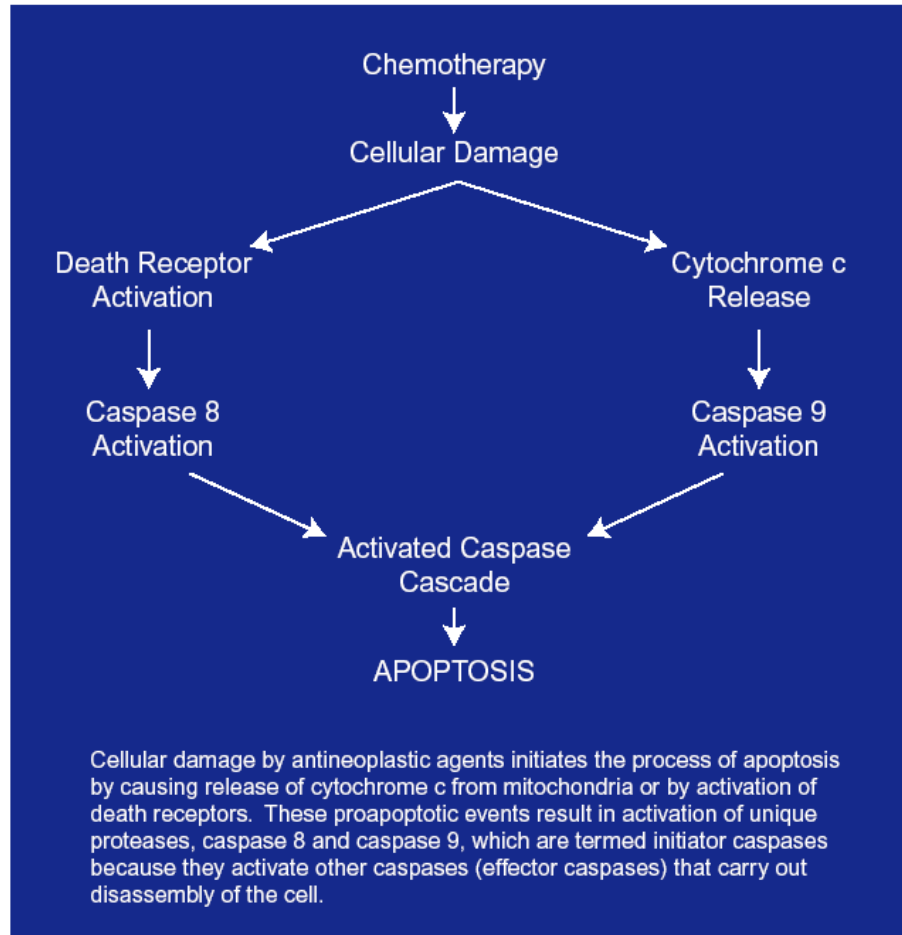 Chemotherapy
Cellular Damage
Death Receptor
Activation
Cytochrome c
Release
Caspase 8
Activation
Caspase 9
Activation
Activated Caspase
Cascade
APOPTOSIS
Cellular damage by antineoplastic agents initiates the process of apoptosis
by causing release of cytochrome c from mitochondria or by activation of
death receptors.  These proapoptotic events result in activation of unique
proteases, caspase 8 and caspase 9, which are termed initiator caspases
because they activate other caspases (effector caspases) that carry out
disassembly of the cell.